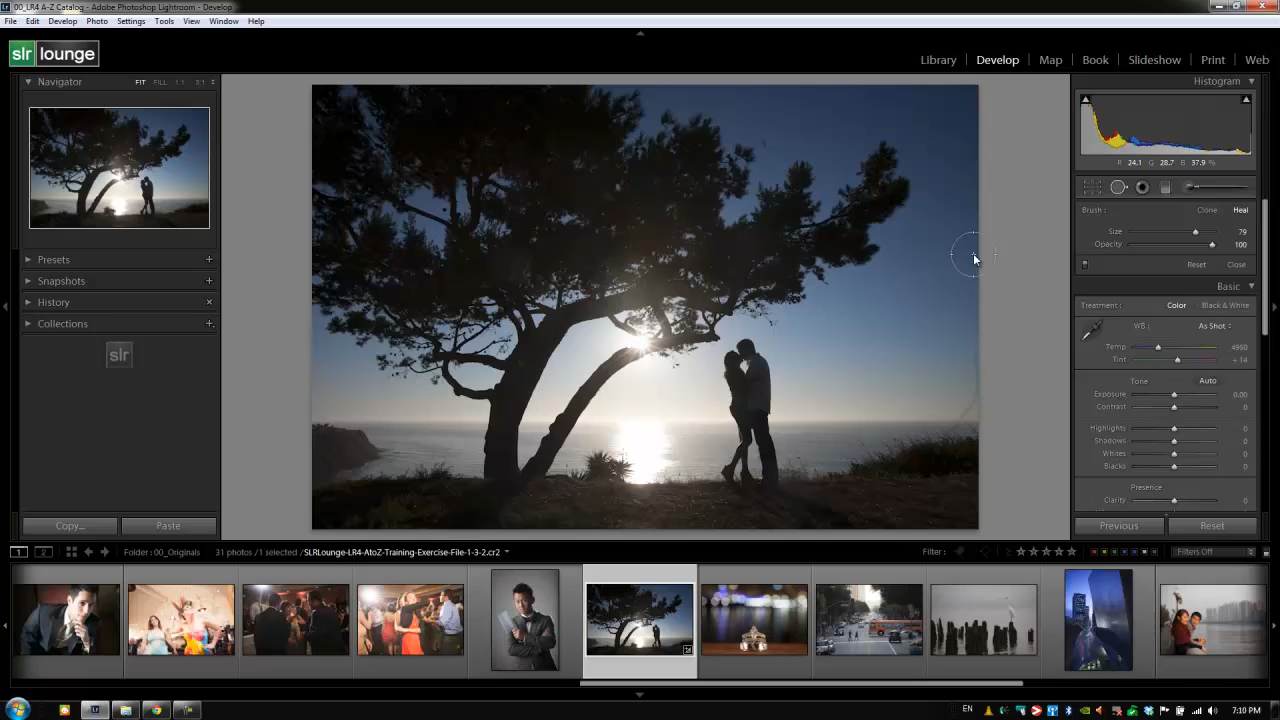 00_LR4 A-Z Catalog - Adobe Photoshop Lightroom - Develop
File Edit Develop Photo Settings Tools View Window Help
slr lounge
Library Develop Map Book Slideshow Print Web
Navigator FIT FILL 1:1 3:1
Histogram
R 24.1 G 28.7 B 37.9 %
Brush: Clone Heal
Size 79
Opacity 100
Reset Close
Basic
Treatment: Color Black & White
WB: As Shot
Temp 4950
Tint + 14
Tone Auto
Exposure 0.00
Contrast 0
Highlights 0
Shadows 0
Whites 0
Blacks 0
Presence
Clarity 0
Presets
Snapshots
History
Collections
slr
Copy... Paste
Previous Reset
1 2 Folder: 00_Originals 31 photos /1 selected /SLRLounge-LR4-AtoZ-Training-Exercise-File-1-3-2.cr2
Filter: Filters Off
EN 7:10 PM